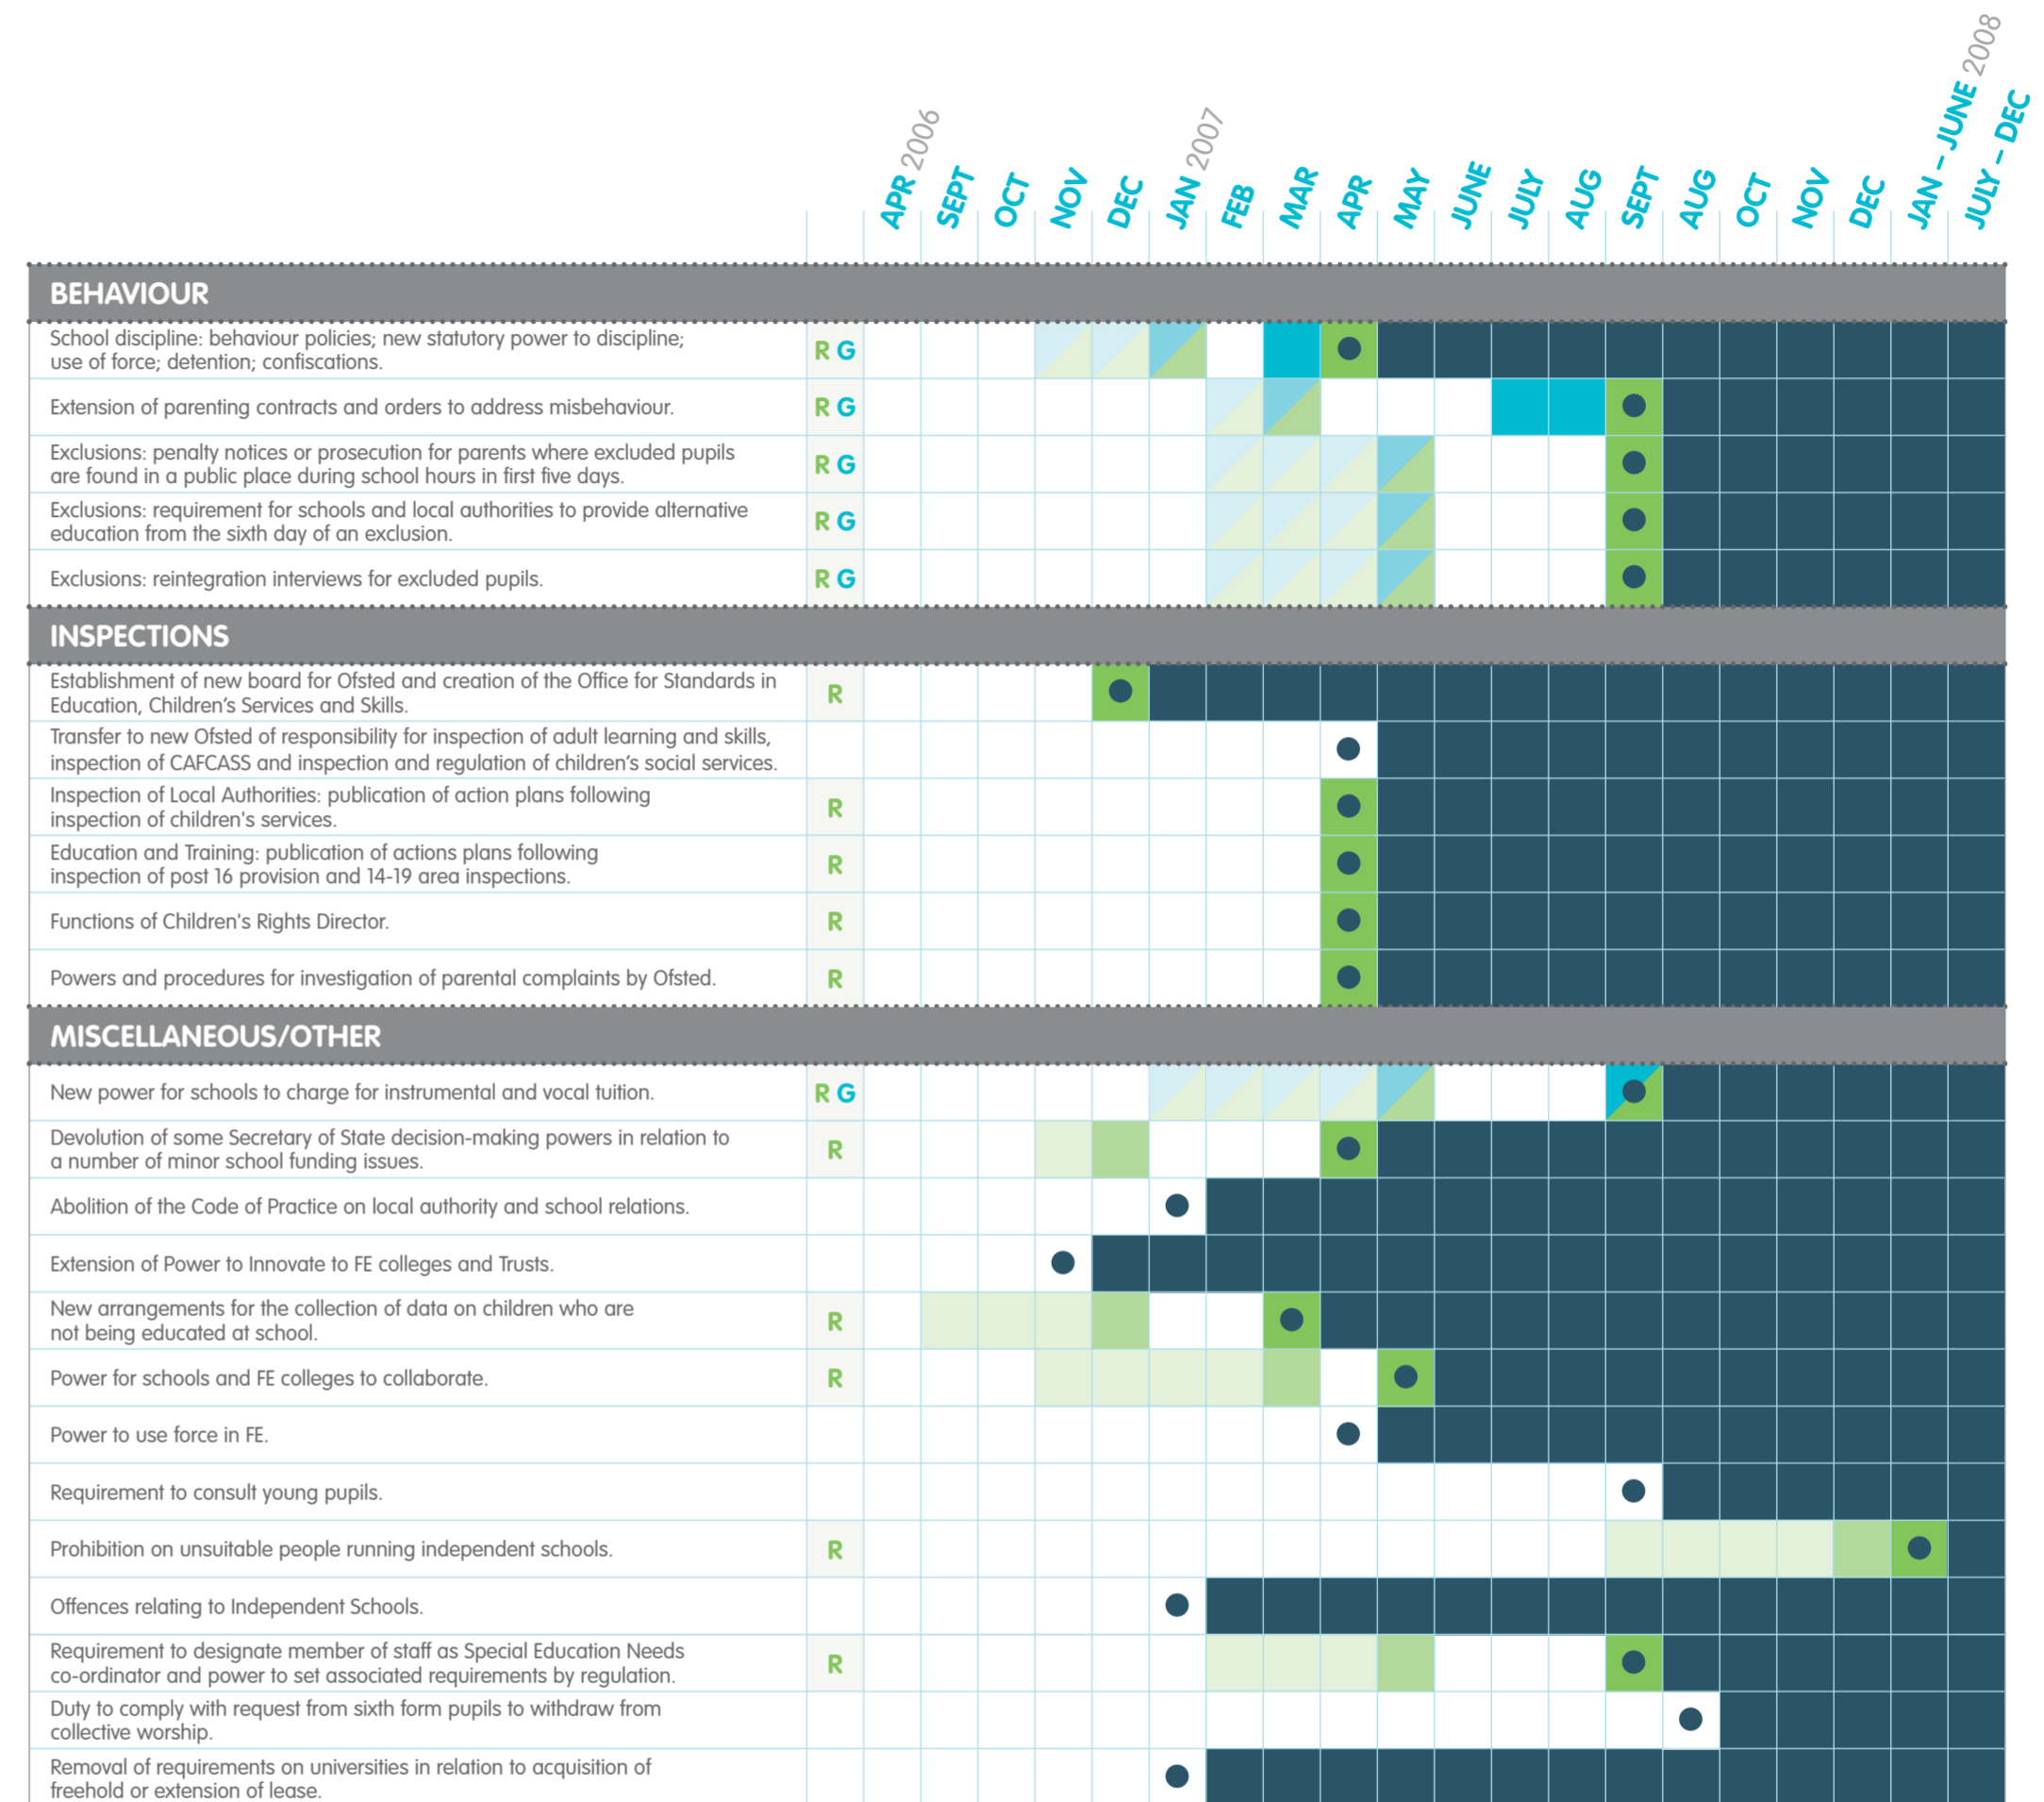 APR 2006
SEPT
OCT
NOV
DEC
JAN 2007
FEB
MAR
APR
MAY
JUNE
JULY
AUG
SEPT
AUG
OCT
NOV
DEC
JAN – JUNE 2008
JULY – DEC
BEHAVIOUR
School discipline: behaviour policies; new statutory power to discipline;
use of force; detention; confiscations.
R G
Extension of parenting contracts and orders to address misbehaviour.
R G
Exclusions: penalty notices or prosecution for parents where excluded pupils
are found in a public place during school hours in first five days.
R G
Exclusions: requirement for schools and local authorities to provide alternative
education from the sixth day of an exclusion.
R G
Exclusions: reintegration interviews for excluded pupils.
R G
INSPECTIONS
Establishment of new board for Ofsted and creation of the Office for Standards in
Education, Children’s Services and Skills.
R
Transfer to new Ofsted of responsibility for inspection of adult learning and skills,
inspection of CAFCASS and inspection and regulation of children’s social services.
Inspection of Local Authorities: publication of action plans following
inspection of children's services.
R
Education and Training: publication of actions plans following
inspection of post 16 provision and 14-19 area inspections.
R
Functions of Children's Rights Director.
R
Powers and procedures for investigation of parental complaints by Ofsted.
R
MISCELLANEOUS/OTHER
New power for schools to charge for instrumental and vocal tuition.
R G
Devolution of some Secretary of State decision-making powers in relation to
a number of minor school funding issues.
R
Abolition of the Code of Practice on local authority and school relations.
Extension of Power to Innovate to FE colleges and Trusts.
New arrangements for the collection of data on children who are
not being educated at school.
R
Power for schools and FE colleges to collaborate.
R
Power to use force in FE.
Requirement to consult young pupils.
Prohibition on unsuitable people running independent schools.
R
Offences relating to Independent Schools.
Requirement to designate member of staff as Special Education Needs
co-ordinator and power to set associated requirements by regulation.
R
Duty to comply with request from sixth form pupils to withdraw from
collective worship.
Removal of requirements on universities in relation to acquisition of
freehold or extension of lease.